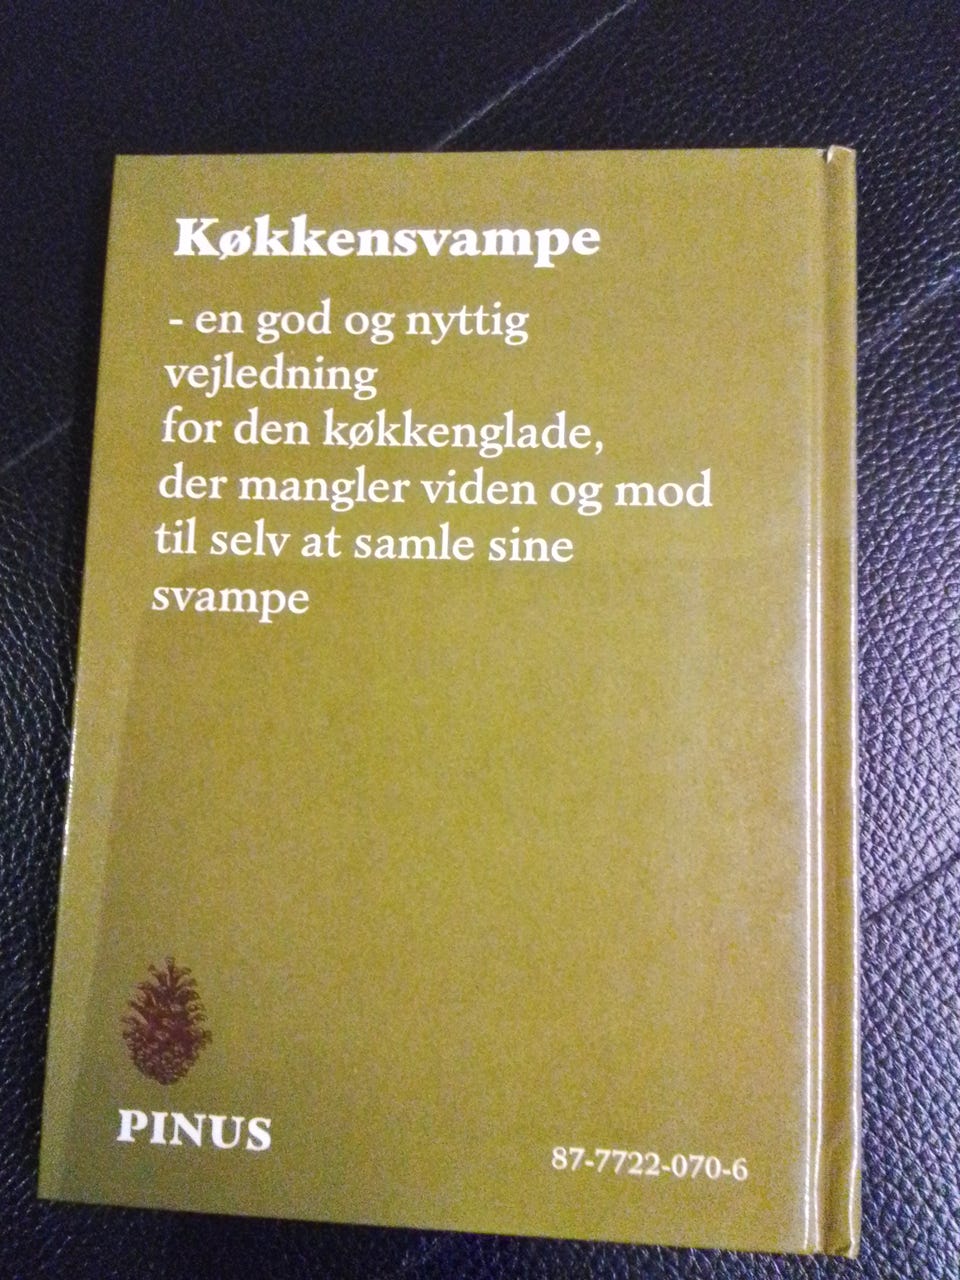 Køkkensvampe
- en god og nyttig
vejledning
for den køkkenglade,
der mangler viden og mod
til selv at samle sine
svampe
PINUS
87-7722-070-6